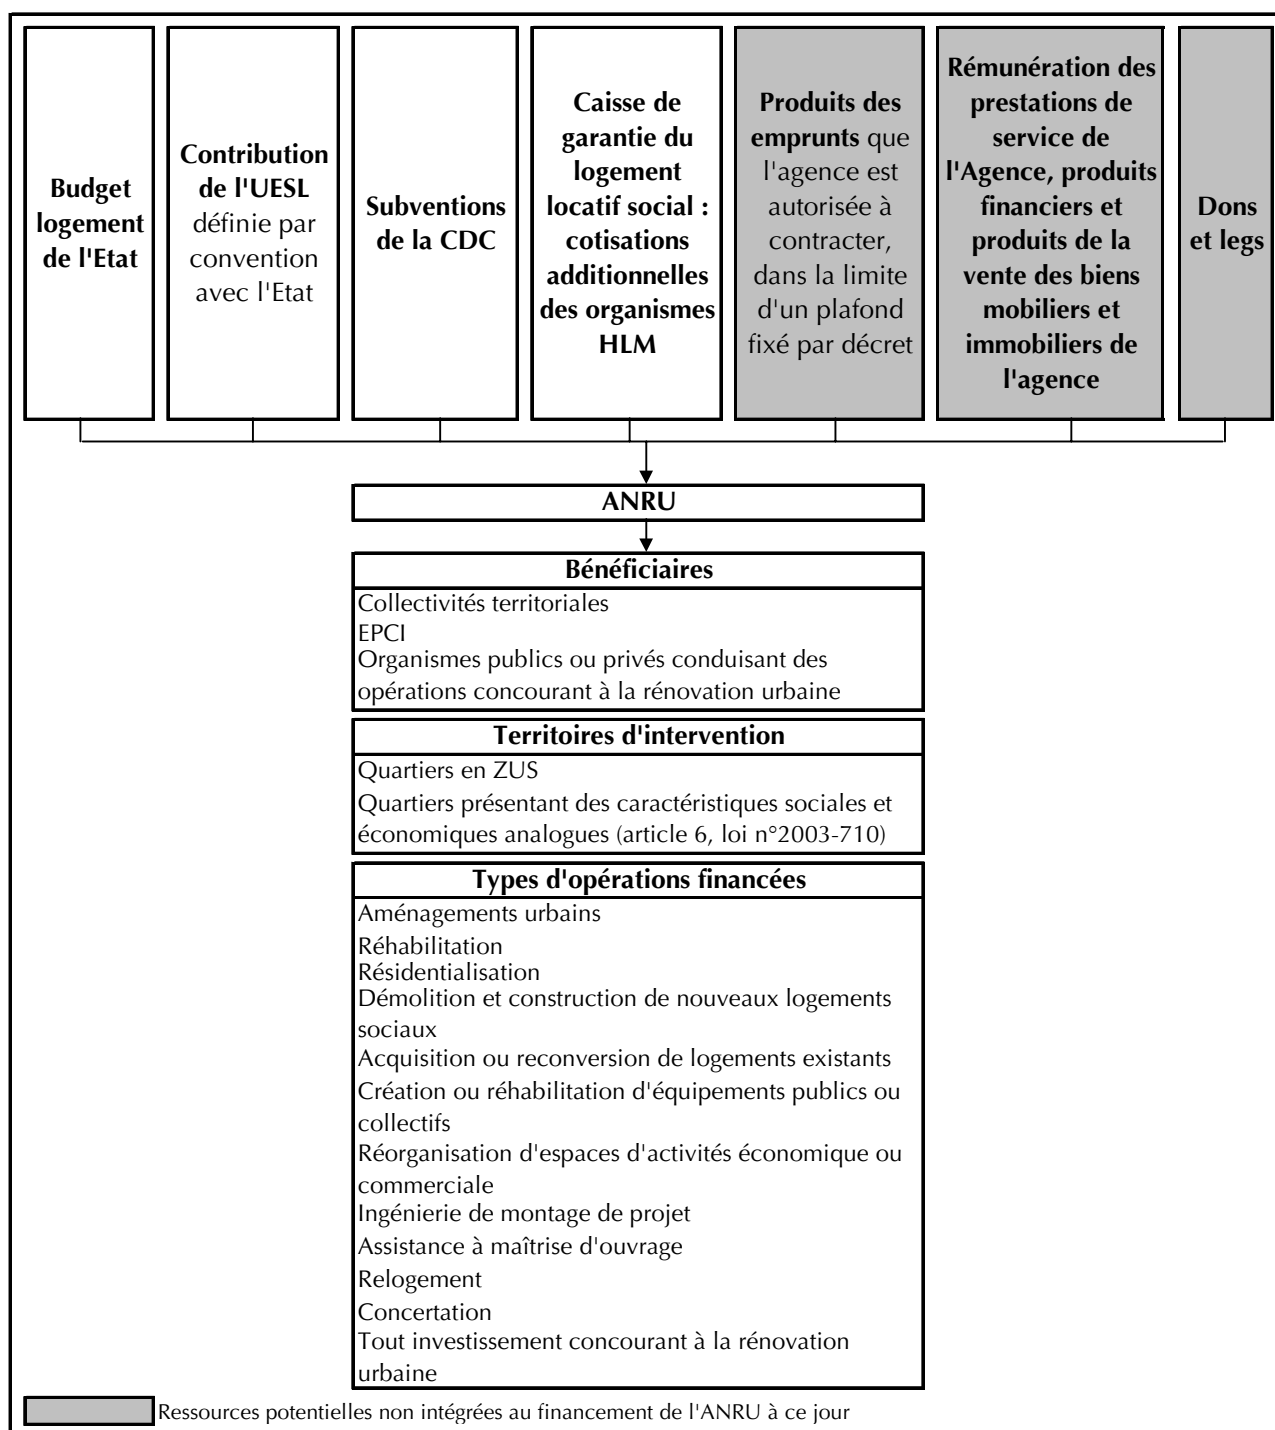 Budget
logement
de l'Etat
Contribution
de l'UESL
définie par
convention
avec l'Etat
Subventions
de la CDC
Caisse de
garantie du
logement
locatif social :
cotisations
additionnelles
des organismes
HLM
Produits des
emprunts que
l'agence est
autorisée à
contracter,
dans la limite
d'un plafond
fixé par décret
Rémunération des
prestations de
service de
l'Agence, produits
financiers et
produits de la
vente des biens
mobiliers et
immobiliers de
l'agence
Dons
et legs
ANRU
Bénéficiaires
Collectivités territoriales
EPCI
Organismes publics ou privés conduisant des
opérations concourant à la rénovation urbaine
Territoires d'intervention
Quartiers en ZUS
Quartiers présentant des caractéristiques sociales et
économiques analogues (article 6, loi n°2003-710)
Types d'opérations financées
Aménagements urbains
Réhabilitation
Résidentialisation
Démolition et construction de nouveaux logements
sociaux
Acquisition ou reconversion de logements existants
Création ou réhabilitation d'équipements publics ou
collectifs
Réorganisation d'espaces d'activités économique ou
commerciale
Ingénierie de montage de projet
Assistance à maîtrise d'ouvrage
Relogement
Concertation
Tout investissement concourant à la rénovation
urbaine
Ressources potentielles non intégrées au financement de l'ANRU à ce jour